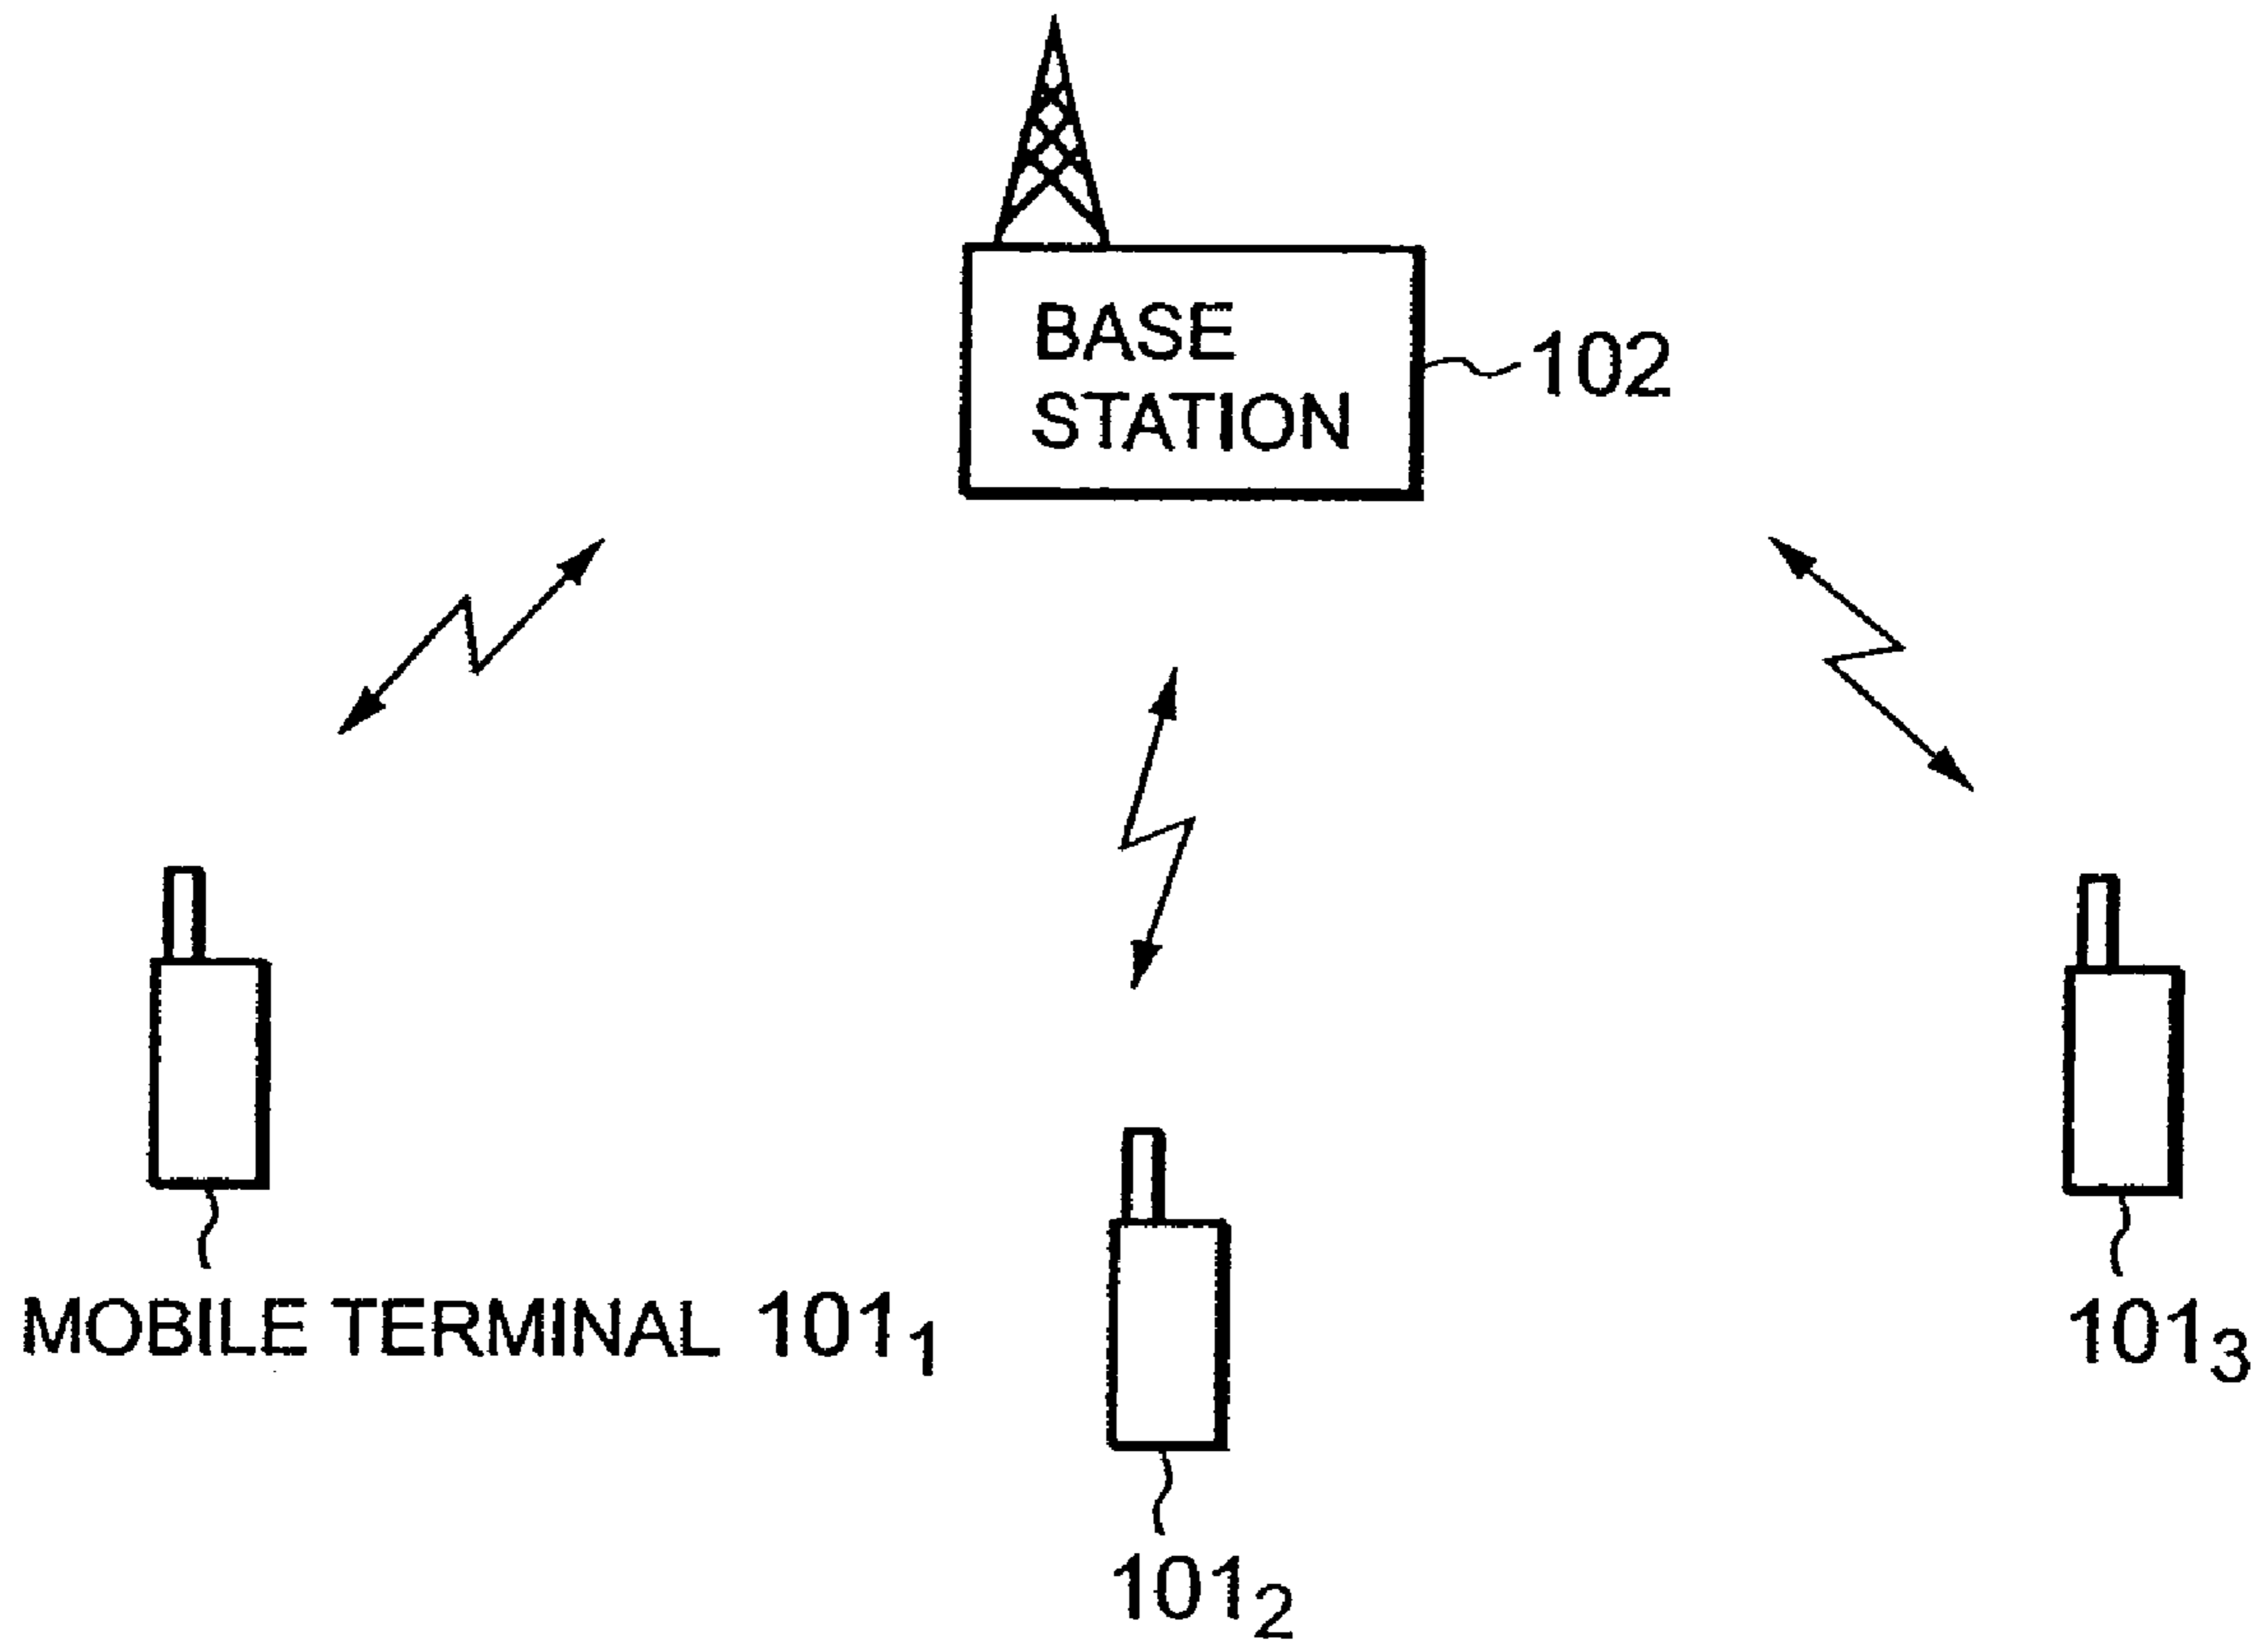 BASE
STATION
102
MOBILE TERMINAL 101₁
101₃
101₂